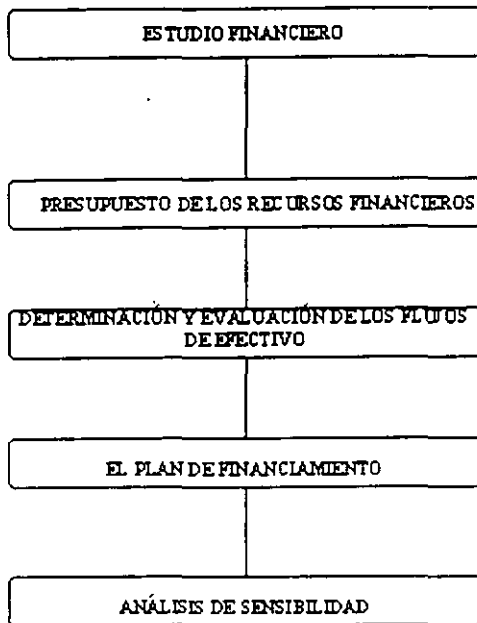 ESTUDIO FINANCIERO
PRESUPUESTO DE LOS RECURSOS FINANCIEROS
DETERMINACIÓN Y EVALUACIÓN DE LOS FLUJOS
DE EFECTIVO
EL PLAN DE FINANCIAMIENTO
ANÁLISIS DE SENSIBILIDAD